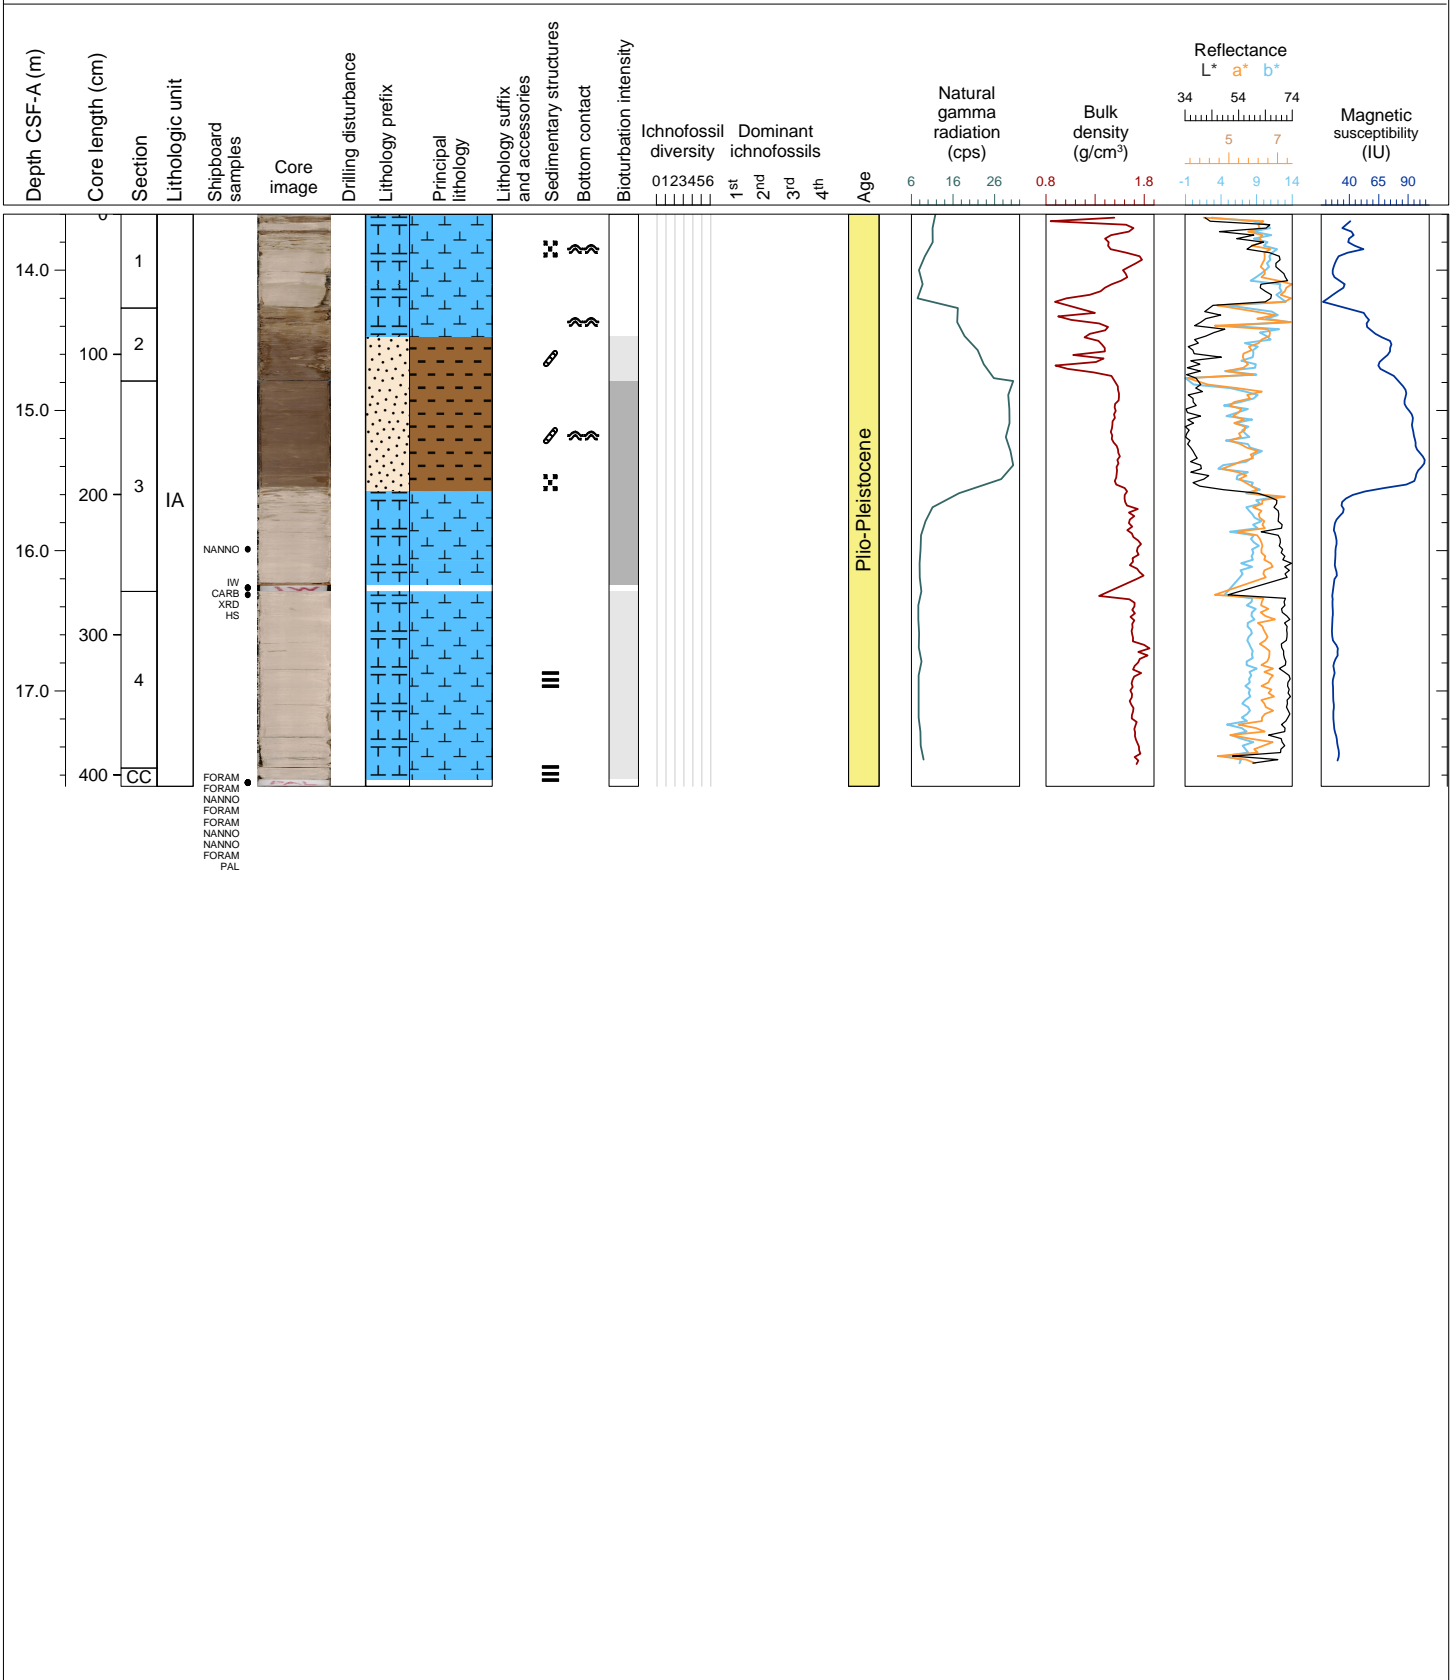 Depth CSF-A (m)
Core length (cm)
Section
Lithologic unit
Shipboard
samples
Core
image
Drilling disturbance
Lithology prefix
Principal
lithology
Lithology suffix
and accessories
Sedimentary structures
Bottom contact
Bioturbation intensity
Ichnofossil
diversity
0123456
Dominant
ichnofossils
1st
2nd
3rd
4th
Age
Natural
gamma
radiation
(cps)
6 16 26
Bulk
density
(g/cm³)
0.8 1.8
Reflectance
L* a* b*
34 54 74
5 7
-1 4 9 14
Magnetic
susceptibility
(IU)
40 65 90
0
14.0
1
2
100
15.0
3
200
IA
16.0
NANNO
IW
CARB
XRD
HS
300
4
17.0
400
CC
FORAM
FORAM
NANNO
FORAM
FORAM
NANNO
NANNO
FORAM
PAL
Plio-Pleistocene